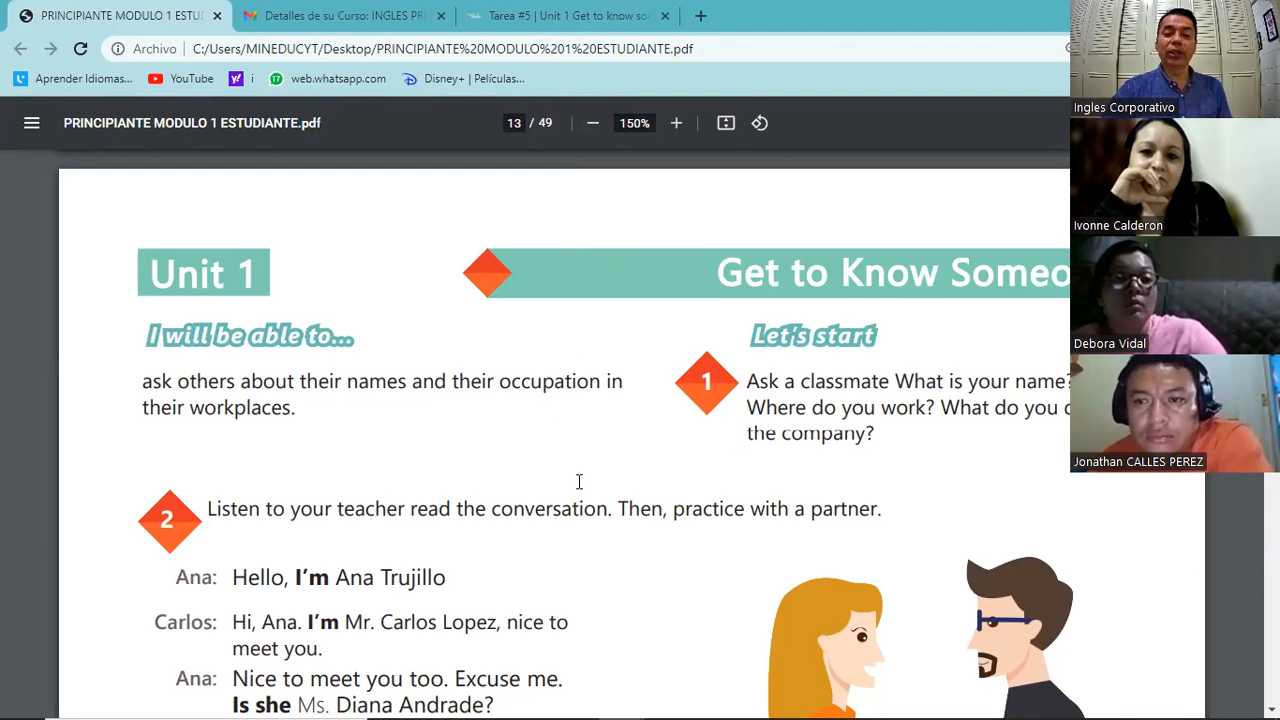 PRINCIPIANTE MODULO 1 ESTUD
Detalles de su Curso: INGLES PRI
Tarea #5 | Unit 1 Get to know so
Archivo
C:/Users/MINEDUCYT/Desktop/PRINCIPIANTE%20MODULO%201%20ESTUDIANTE.pdf
Aprender Idiomas...
YouTube
i
web.whatsapp.com
Disney+ | Películas,...
PRINCIPIANTE MODULO 1 ESTUDIANTE.pdf
13 / 49
150%
Unit 1
Get to Know Someo
I will be able to...
Let's start
ask others about their names and their occupation in
their workplaces.
1
Ask a classmate What is your name?
Where do you work? What do you d
the company?
2
Listen to your teacher read the conversation. Then, practice with a partner.
Ana: Hello, I'm Ana Trujillo
Carlos: Hi, Ana. I'm Mr. Carlos Lopez, nice to
meet you.
Ana: Nice to meet you too. Excuse me.
Is she Ms. Diana Andrade?
Ingles Corporativo
Ivonne Calderon
Debora Vidal
Jonathan CALLES PEREZ